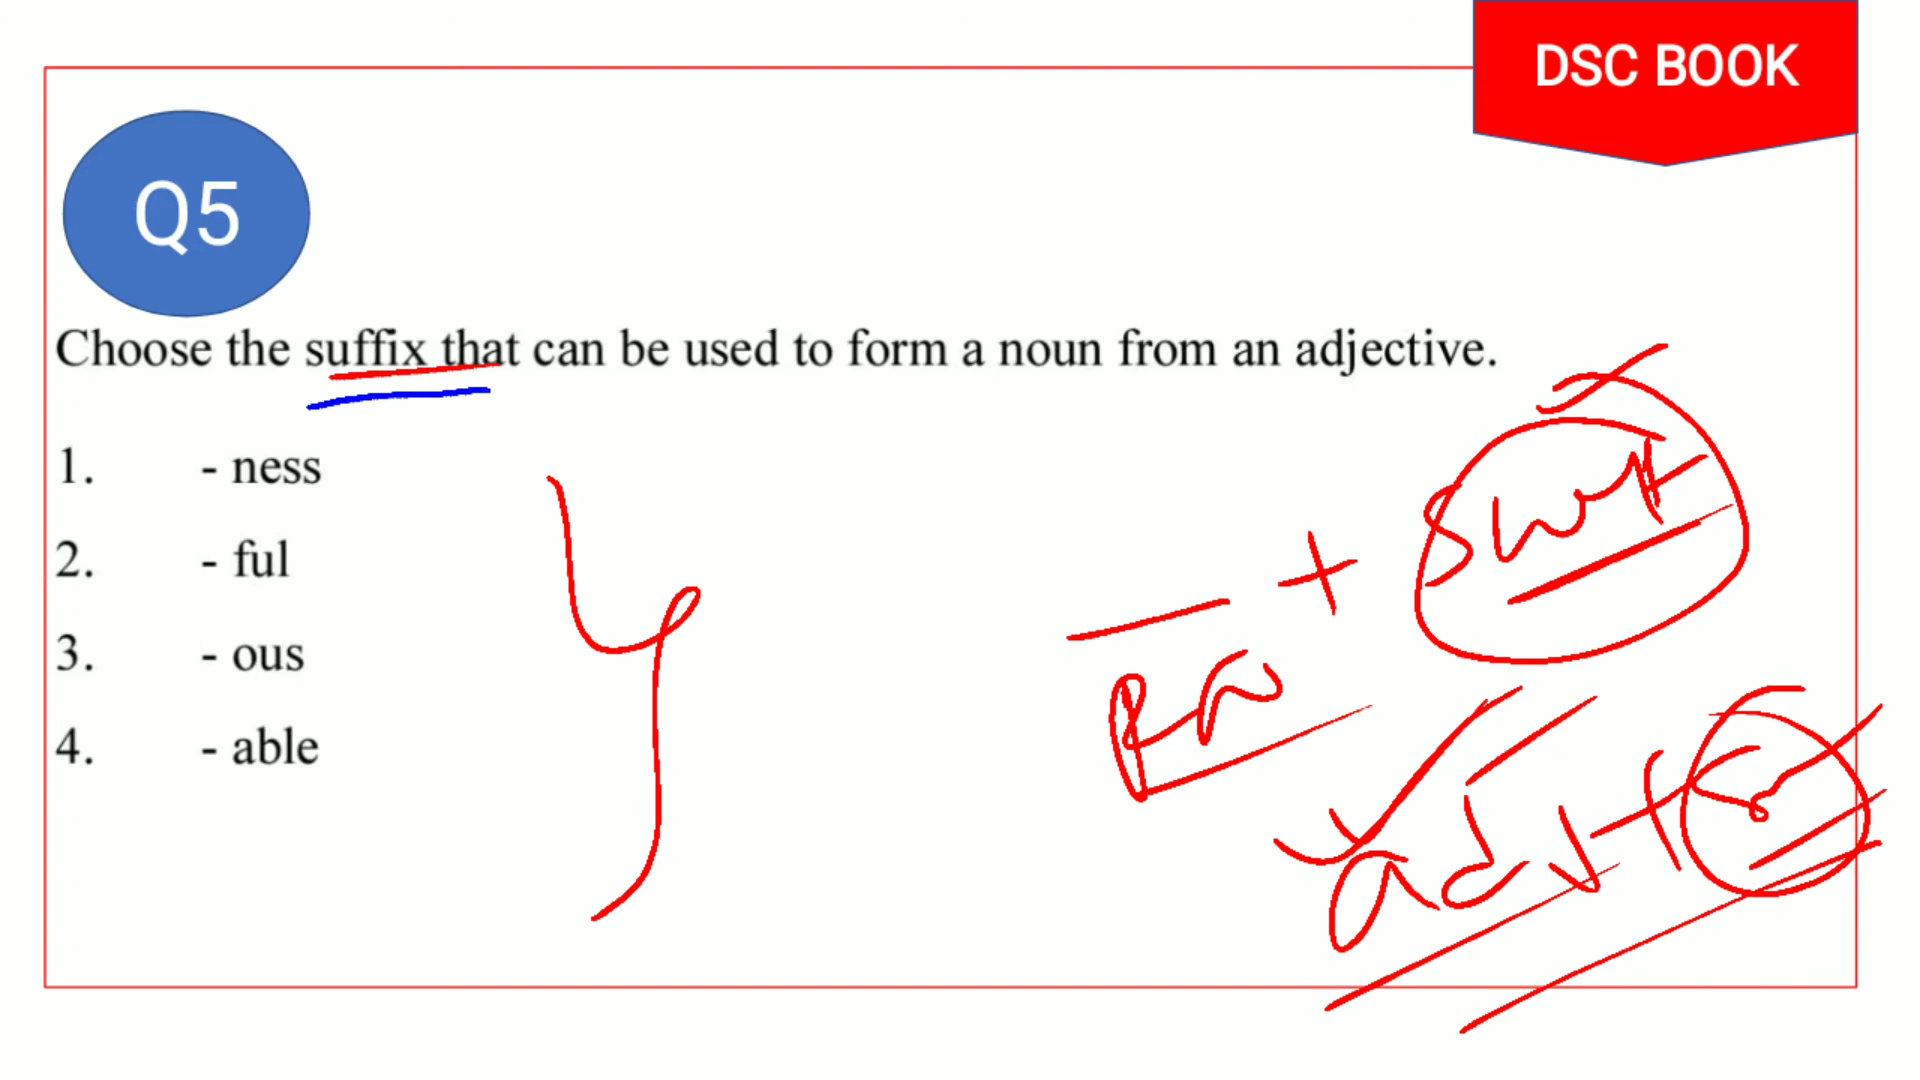 DSC BOOK
Q5
Choose the suffix that can be used to form a noun from an adjective.
1. - ness
2. - ful
3. - ous
4. - able
+